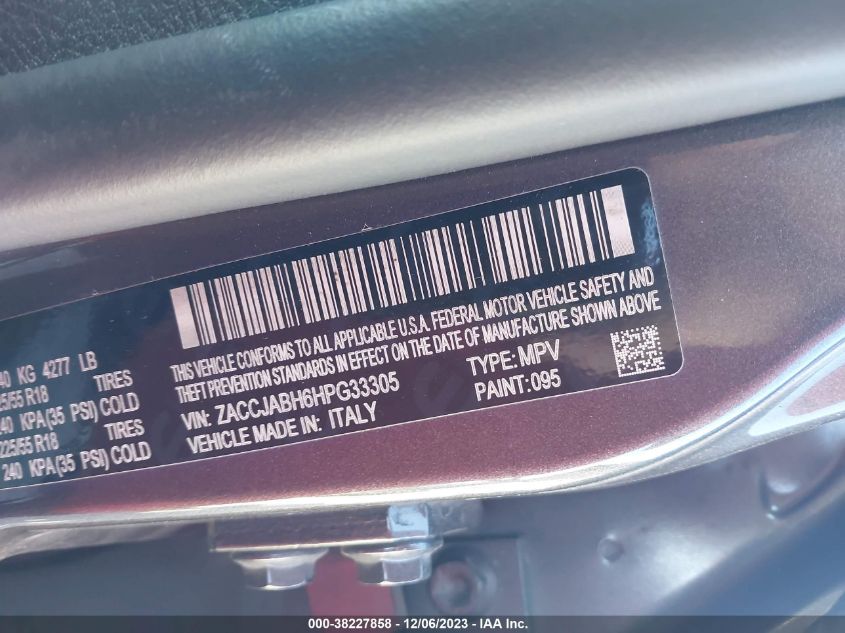 THIS VEHICLE CONFORMS TO ALL APPLICABLE U.S.A. FEDERAL MOTOR VEHICLE SAFETY AND
THEFT PREVENTION STANDARDS IN EFFECT ON THE DATE OF MANUFACTURE SHOWN ABOVE
VIN: ZACCJABH6HPG33305 TYPE: MPV
VEHICLE MADE IN: ITALY PAINT: 095
KG 4277 LB
R18 TIRES
KPA(35 PSI) COLD
225/55 R18 TIRES
240 KPA(35 PSI) COLD
000-38227858 - 12/06/2023 - IAA Inc.